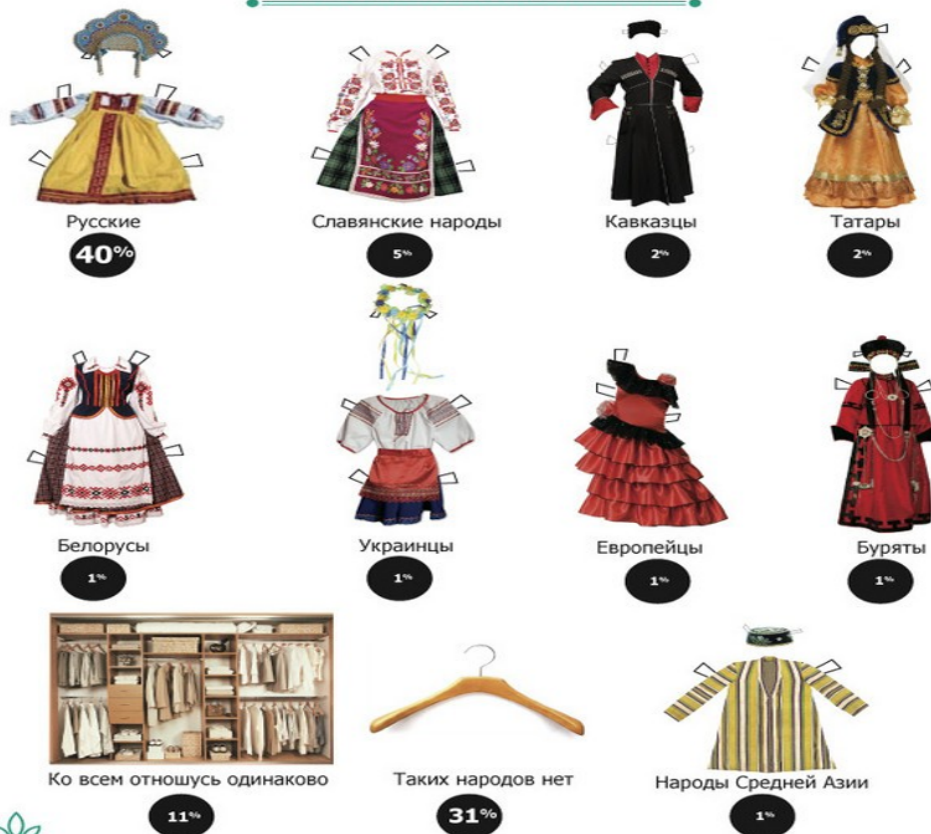 Русские
Славянские народы
Кавказцы
Татары
40%
5%
2%
2%
Белорусы
Украинцы
Европейцы
Буряты
1%
1%
1%
1%
Ко всем отношусь одинаково
Таких народов нет
Народы Средней Азии
11%
31%
1%